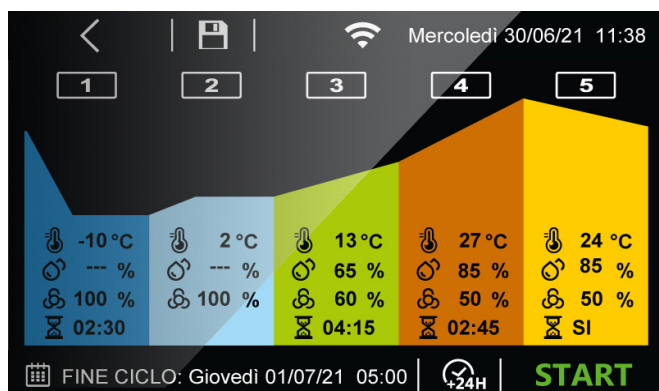 Mercoledì 30/06/21 11:38
1 2 3 4 5
-10 °C 2 °C 13 °C 27 °C 24 °C
--- % --- % 65 % 85 % 85 %
100 % 100 % 60 % 50 % 50 %
02:30 04:15 02:45 SI
FINE CICLO: Giovedì 01/07/21 05:00 +24H START